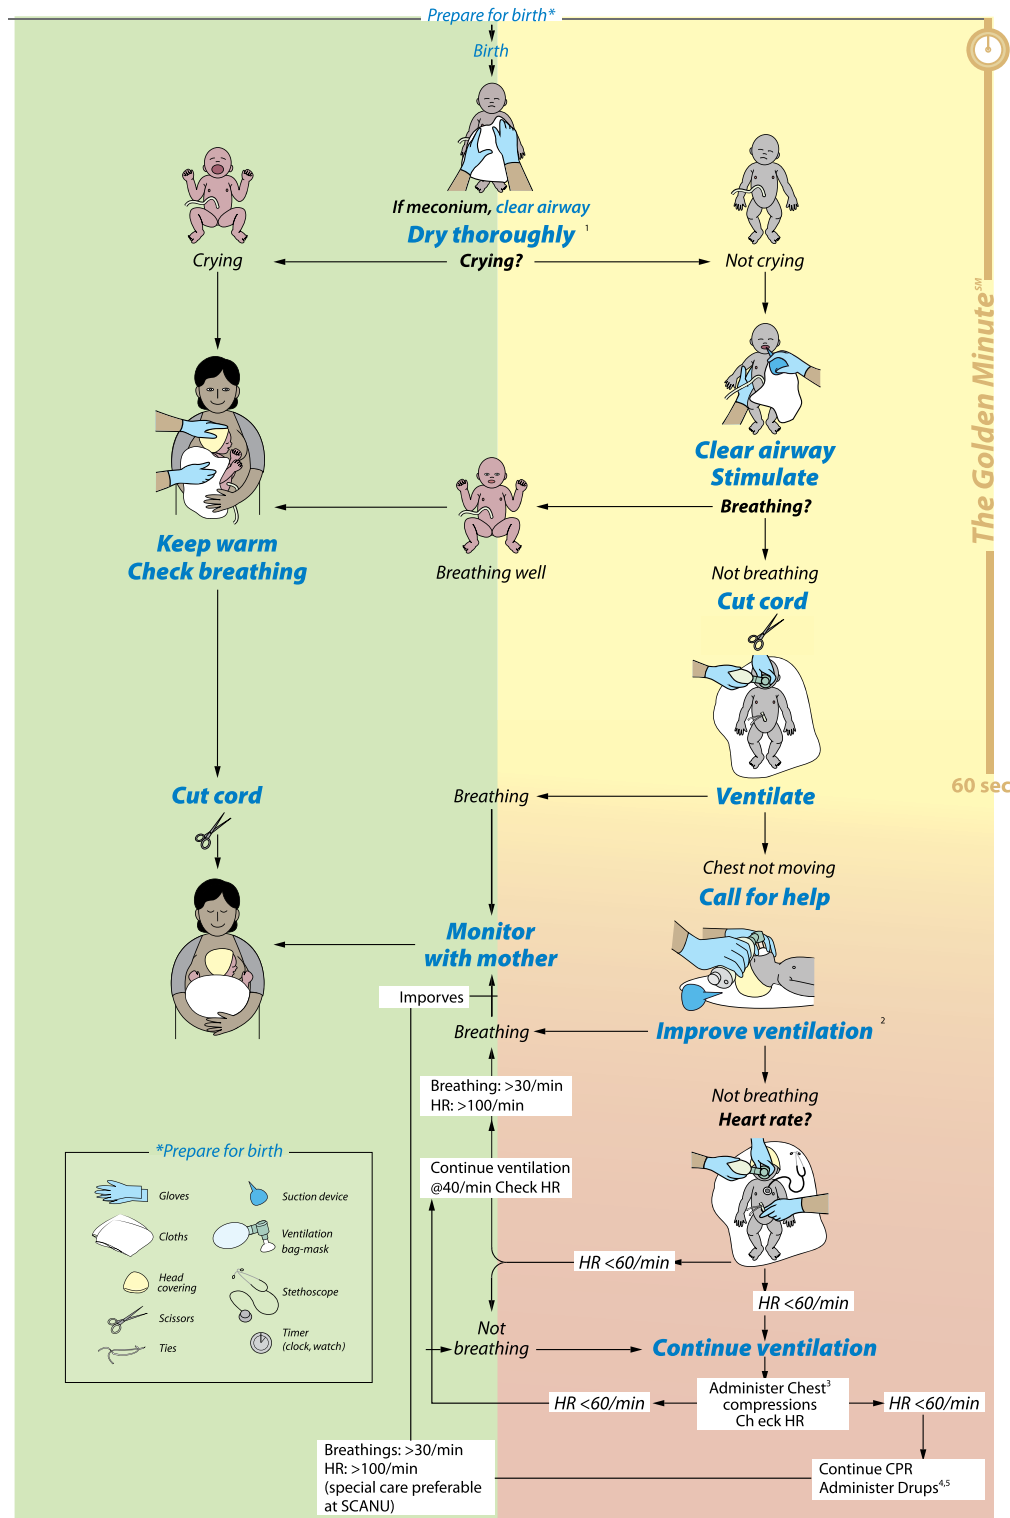 Prepare for birth*
Birth
If meconium, clear airway
Dry thoroughly 1
Crying
Crying?
Not crying
The Golden Minute SM
Clear airway
Stimulate
Breathing?
Keep warm
Check breathing
Breathing well
Not breathing
Cut cord
60 sec
Cut cord
Breathing
Ventilate
Chest not moving
Call for help
Monitor
with mother
Imporves
Breathing
Improve ventilation 2
Breathing: >30/min
HR: >100/min
Not breathing
Heart rate?
Continue ventilation
@40/min Check HR
*Prepare for birth
Gloves
Suction device
Cloths
Ventilation
bag-mask
Head
covering
Stethoscope
Scissors
Ties
Timer
(clock, watch)
HR <60/min
HR <60/min
Not
breathing
Continue ventilation
HR <60/min
Administer Chest3
compressions
Ch eck HR
HR <60/min
Breathings: >30/min
HR: >100/min
(special care preferable
at SCANU)
Continue CPR
Administer Drups4,5